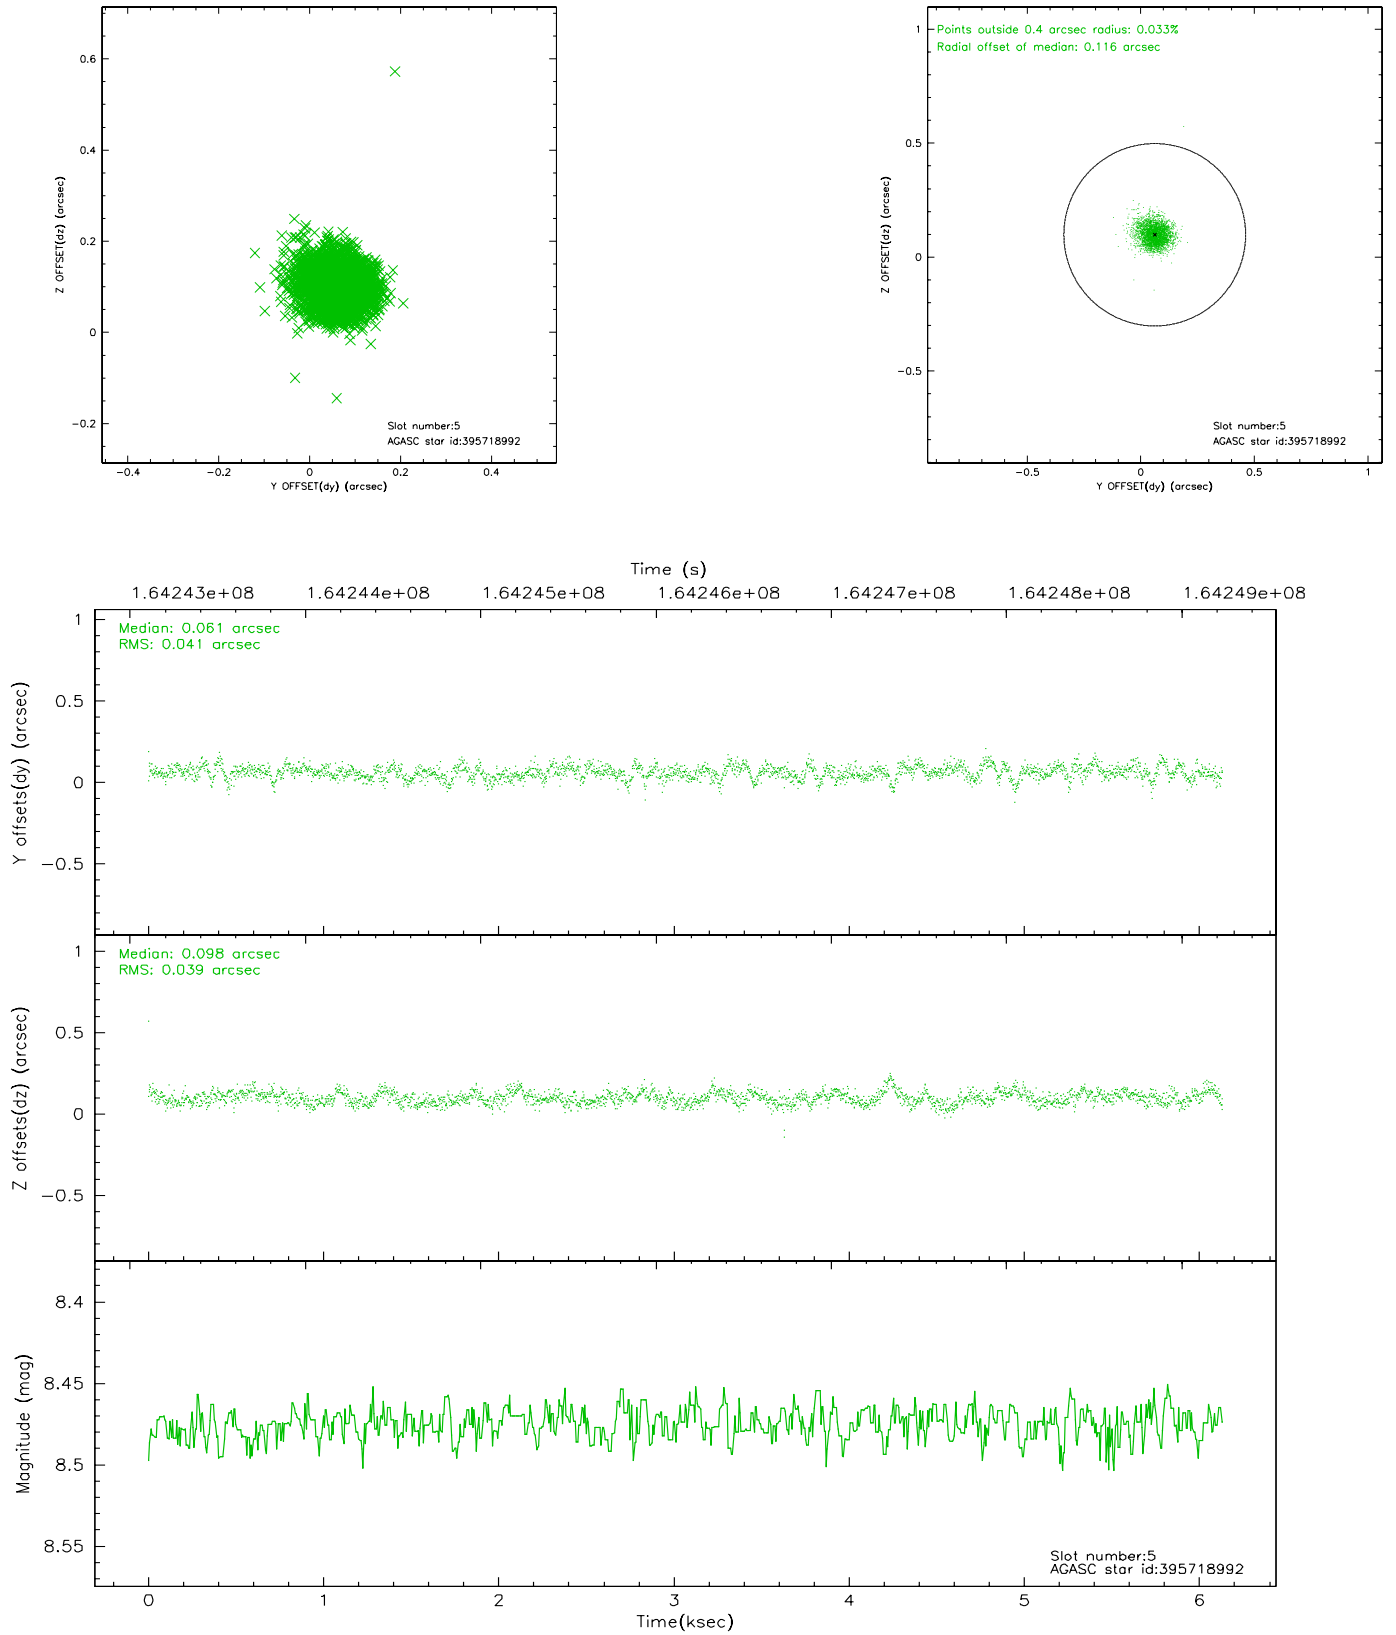 0.6
0.4
0.2
0
−0.2
Z OFFSET(dz) (arcsec)
Slot number:5
AGASC star id:395718992
−0.4 −0.2 0 0.2 0.4
Y OFFSET(dy) (arcsec)
Points outside 0.4 arcsec radius: 0.033%
Radial offset of median: 0.116 arcsec
1
0.5
0
−0.5
Z OFFSET(dz) (arcsec)
Slot number:5
AGASC star id:395718992
−0.5 0 0.5 1
Y OFFSET(dy) (arcsec)
Time (s)
1.64243e+08 1.64244e+08 1.64245e+08 1.64246e+08 1.64247e+08 1.64248e+08 1.64249e+08
Median: 0.061 arcsec
RMS: 0.041 arcsec
1
0.5
0
−0.5
Y offsets(dy) (arcsec)
Median: 0.098 arcsec
RMS: 0.039 arcsec
1
0.5
0
−0.5
Z offsets(dz) (arcsec)
8.4
8.45
8.5
8.55
Magnitude (mag)
Slot number:5
AGASC star id:395718992
0 1 2 3 4 5 6
Time(ksec)